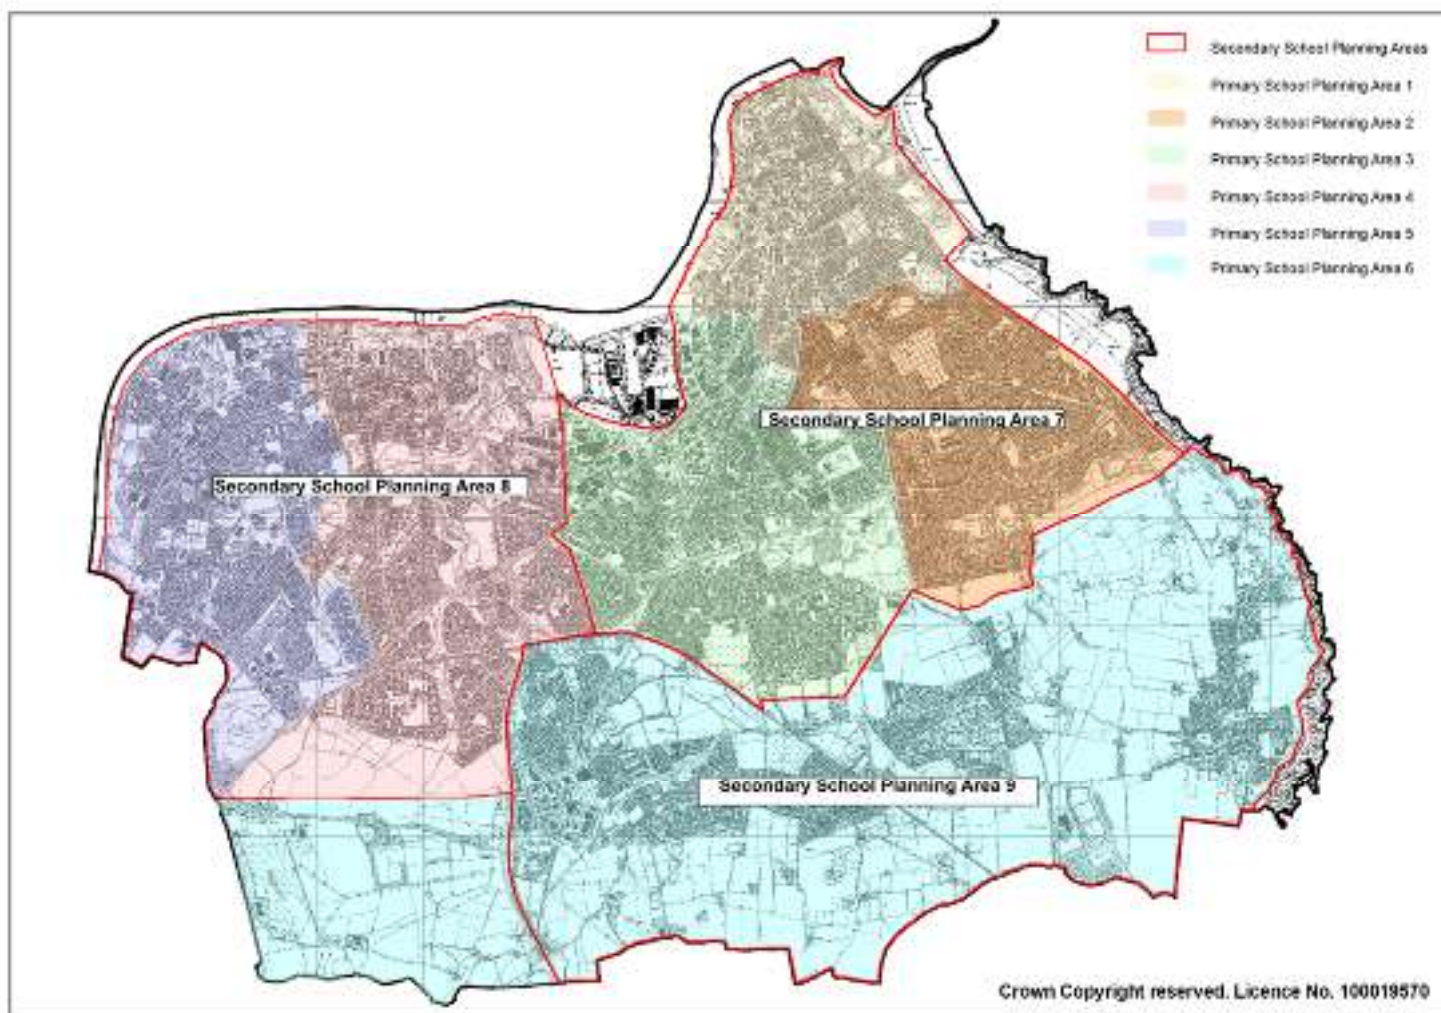 Secondary School Planning Areas
Primary School Planning Area 1
Primary School Planning Area 2
Primary School Planning Area 3
Primary School Planning Area 4
Primary School Planning Area 5
Primary School Planning Area 6
Secondary School Planning Area 7
Secondary School Planning Area 8
Secondary School Planning Area 9
Crown Copyright reserved. Licence No. 100019570